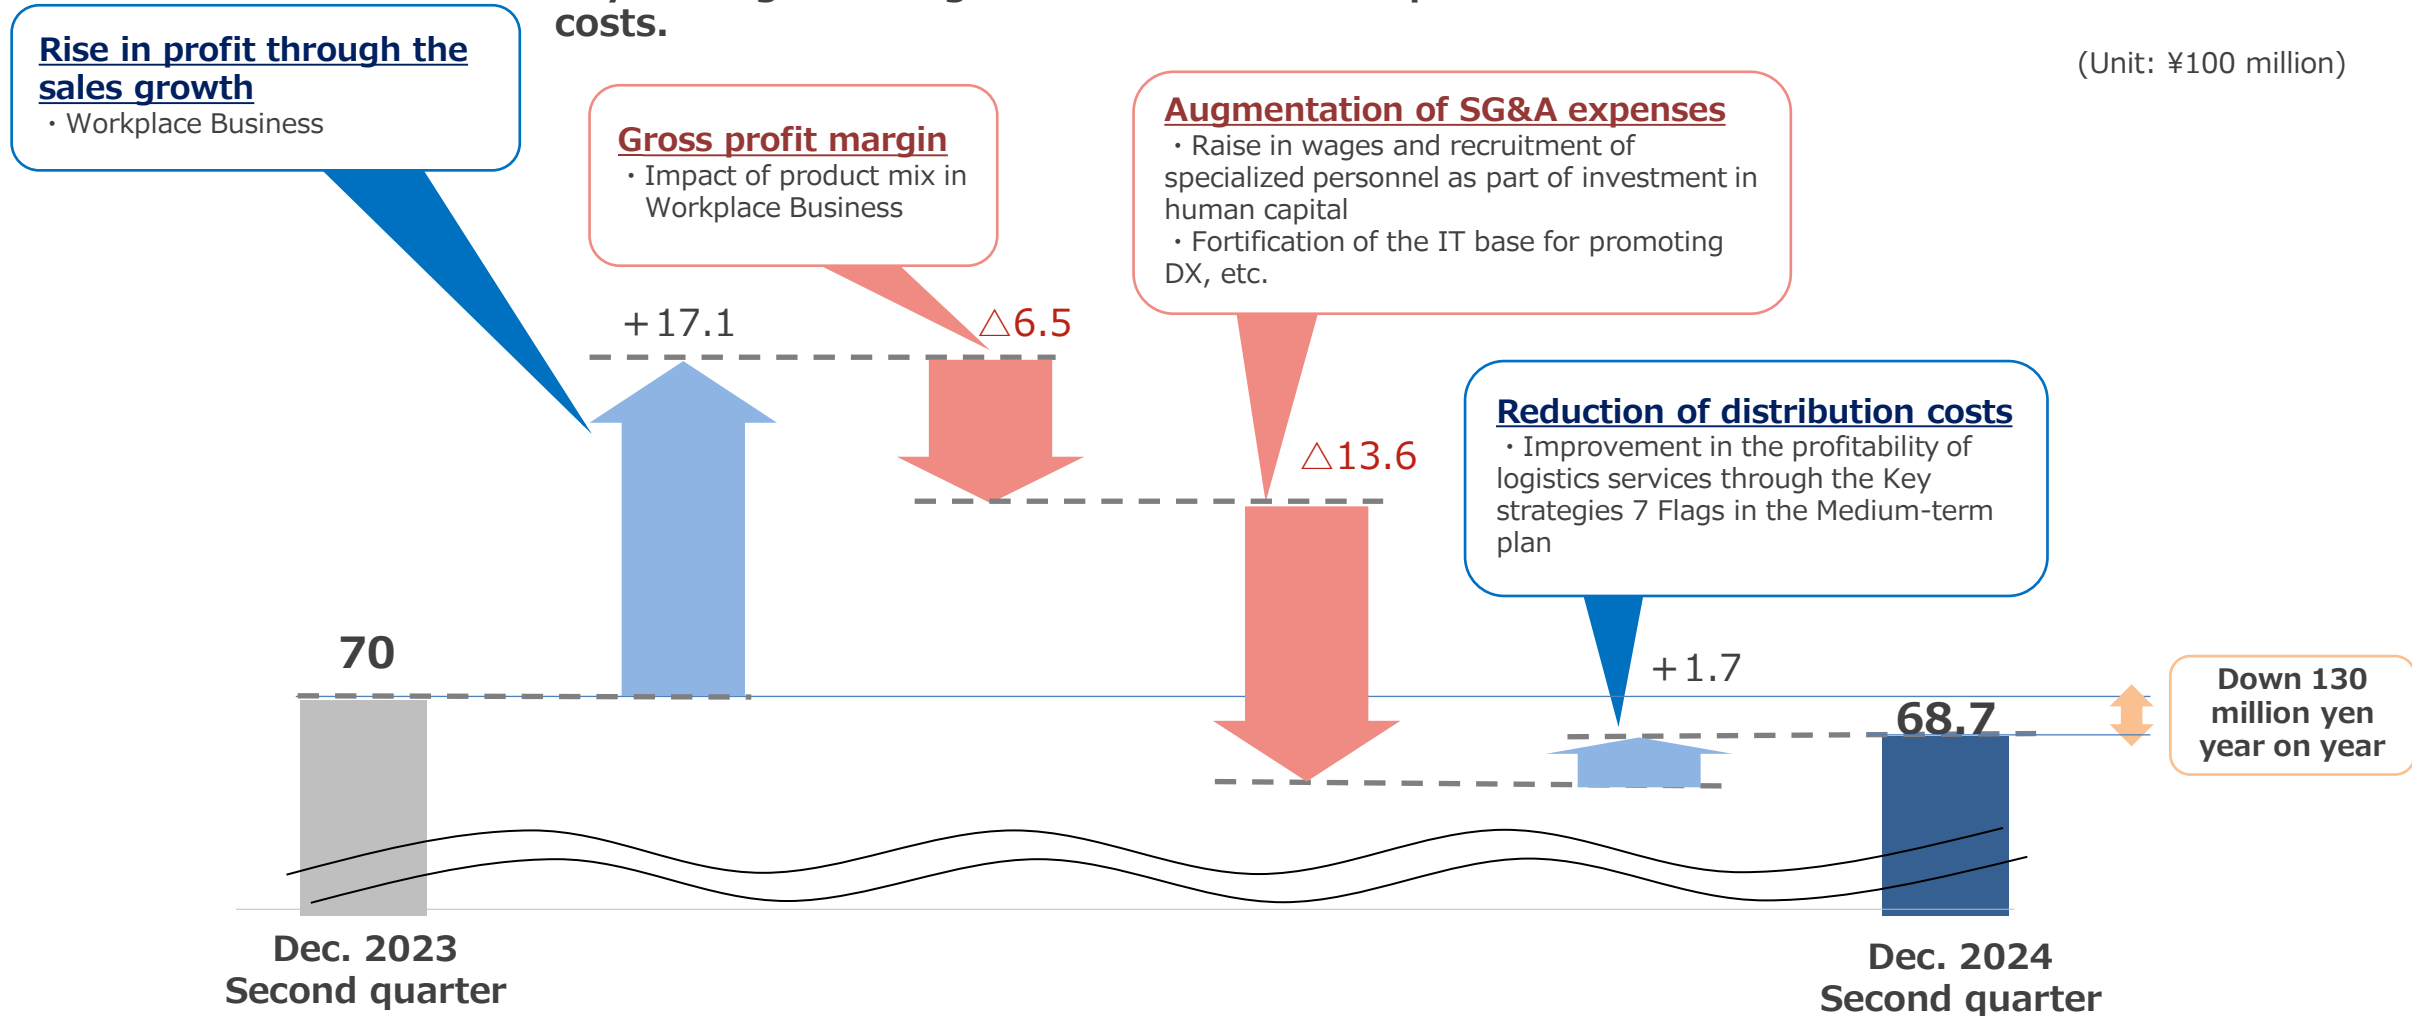 costs.
(Unit: ¥100 million)
Rise in profit through the
sales growth
・Workplace Business
Gross profit margin
・Impact of product mix in
Workplace Business
Augmentation of SG&A expenses
・Raise in wages and recruitment of
specialized personnel as part of investment in
human capital
・Fortification of the IT base for promoting
DX, etc.
+17.1
△6.5
△13.6
Reduction of distribution costs
・Improvement in the profitability of
logistics services through the Key
strategies 7 Flags in the Medium-term
plan
70
+1.7
68.7
Down 130
million yen
year on year
Dec. 2023
Second quarter
Dec. 2024
Second quarter